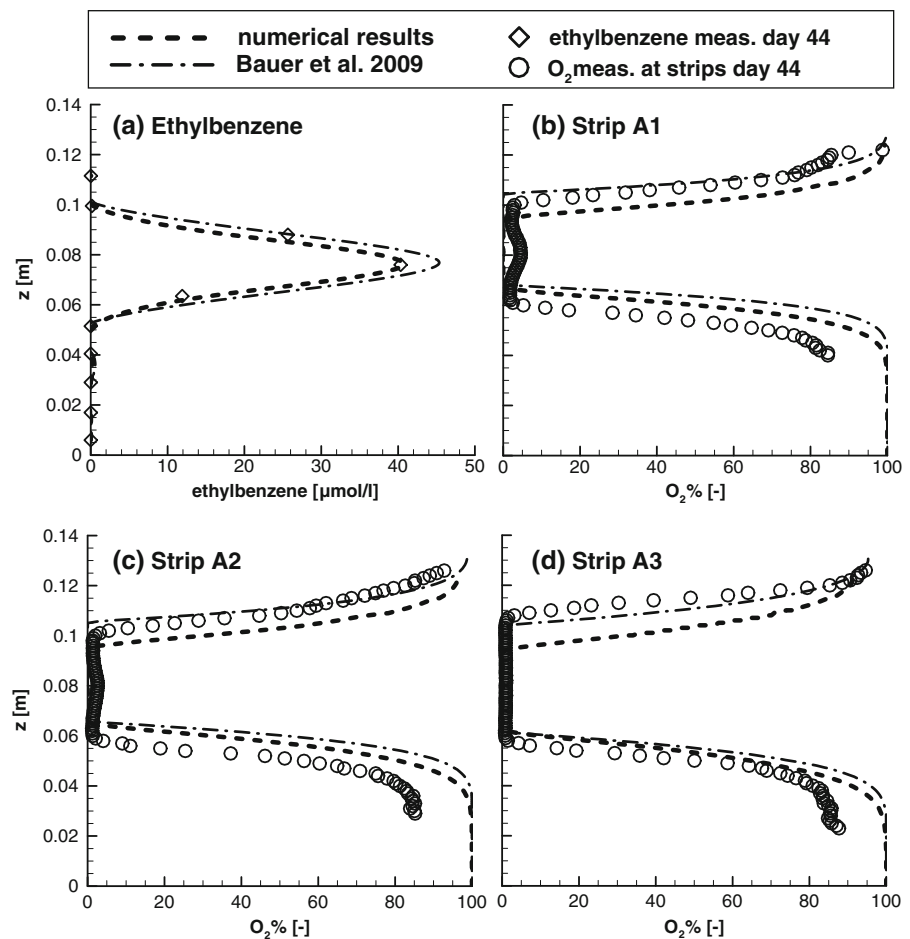 numerical results
Bauer et al. 2009
ethylbenzene meas. day 44
O₂meas. at strips day 44
(a) Ethylbenzene
0.14
0.12
0.1
0.08
0.06
0.04
0.02
0
z [m]
0 10 20 30 40 50
ethylbenzene [µmol/l]
(b) Strip A1
0 20 40 60 80 100
O₂% [-]
(c) Strip A2
0.14
0.12
0.1
0.08
0.06
0.04
0.02
0
z [m]
0 20 40 60 80 100
O₂% [-]
(d) Strip A3
0 20 40 60 80 100
O₂% [-]